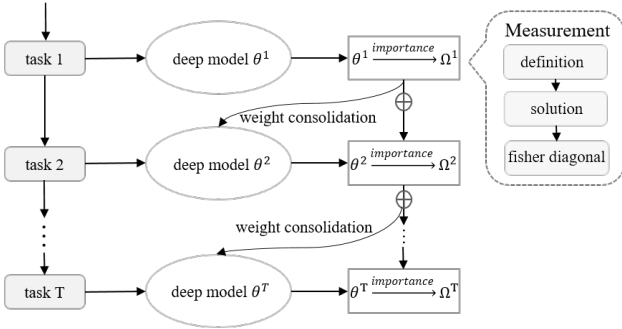 Measurement
task 1
deep model θ¹
θ¹ importance → Ω¹
definition
solution
fisher diagonal
weight consolidation
task 2
deep model θ²
θ² importance → Ω²
weight consolidation
task T
deep model θᵀ
θᵀ importance → Ωᵀ